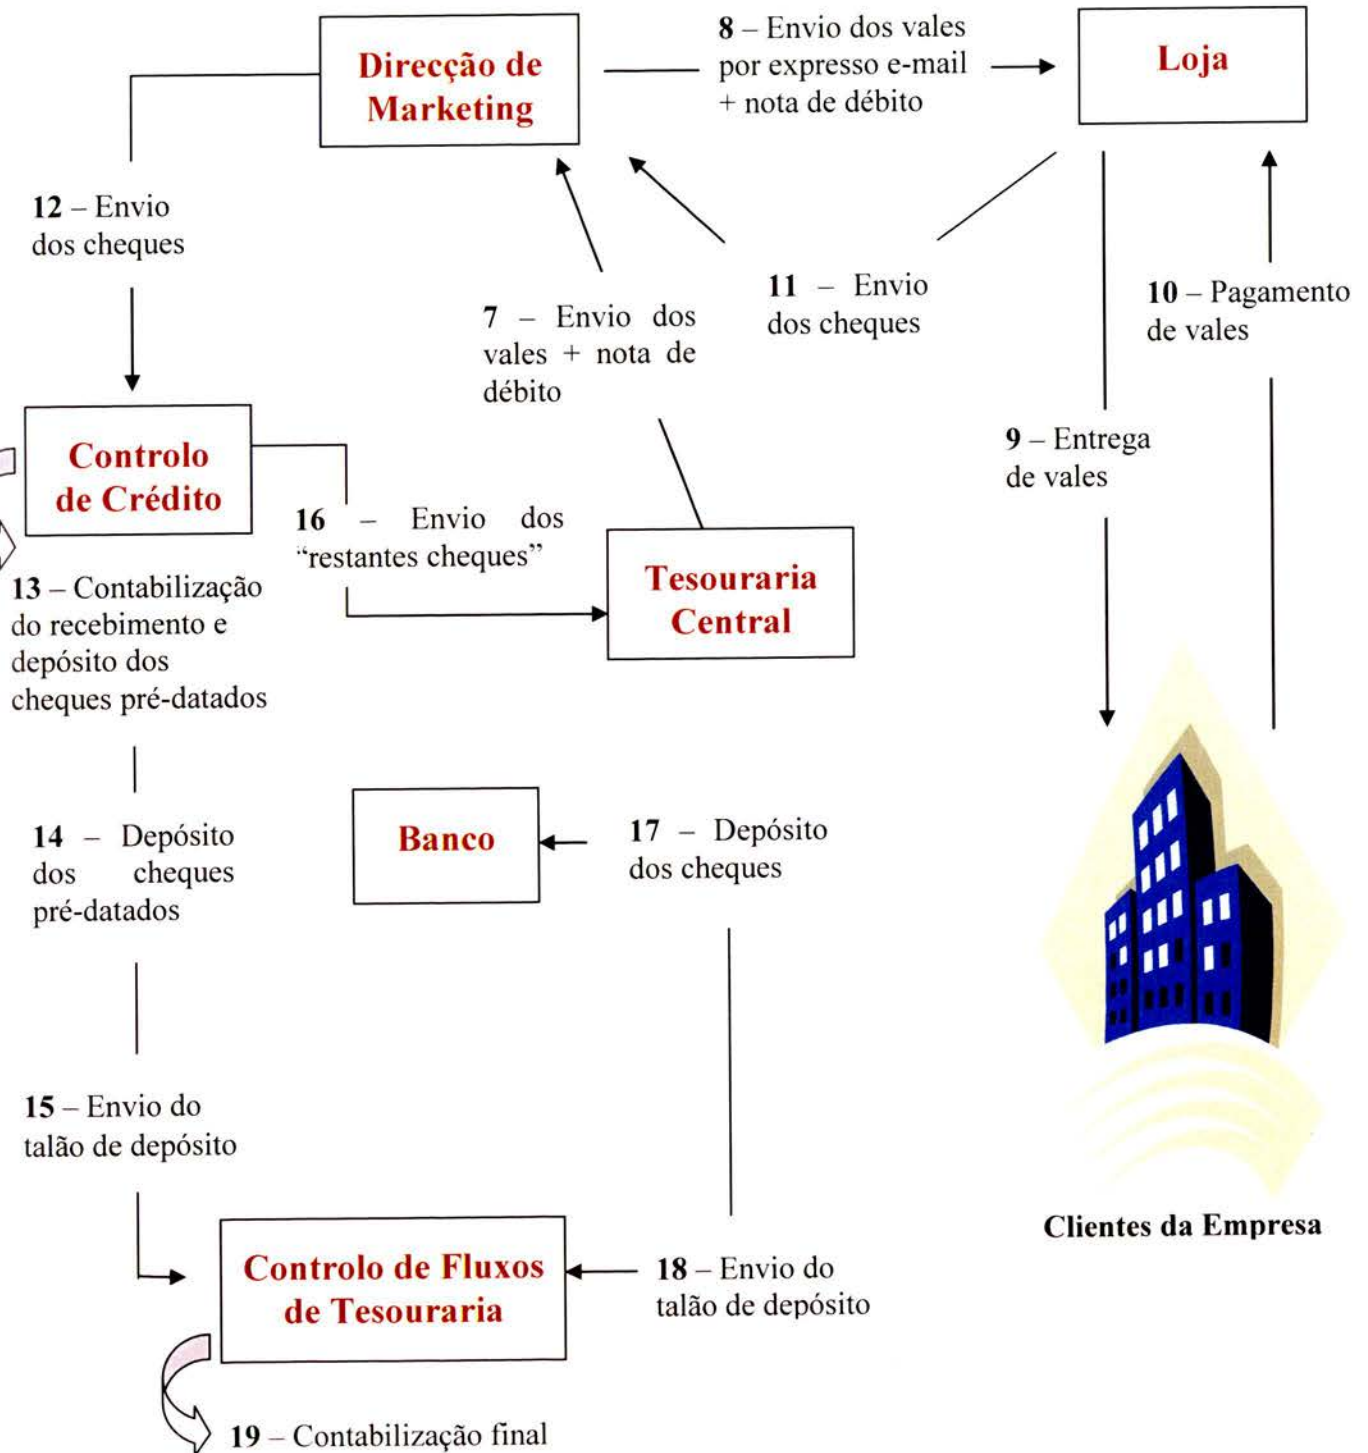 Direcção de
Marketing
8 – Envio dos vales
por expresso e-mail
+ nota de débito
Loja
12 – Envio
dos cheques
7 – Envio dos
vales + nota de
débito
11 – Envio
dos cheques
10 – Pagamento
de vales
9 – Entrega
de vales
Controlo
de Crédito
16 – Envio dos
“restantes cheques”
Tesouraria
Central
13 – Contabilização
do recebimento e
depósito dos
cheques pré-datados
14 – Depósito
dos cheques
pré-datados
Banco
17 – Depósito
dos cheques
15 – Envio do
talão de depósito
Clientes da Empresa
Controlo de Fluxos
de Tesouraria
18 – Envio do
talão de depósito
19 – Contabilização final